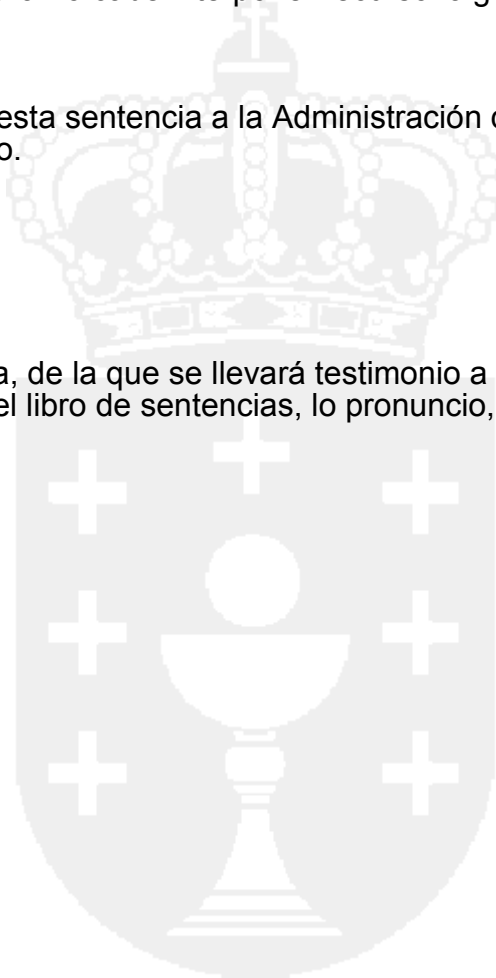 esta sentencia a la Administración
o.
a, de la que se llevará testimonio a
el libro de sentencias, lo pronuncio,